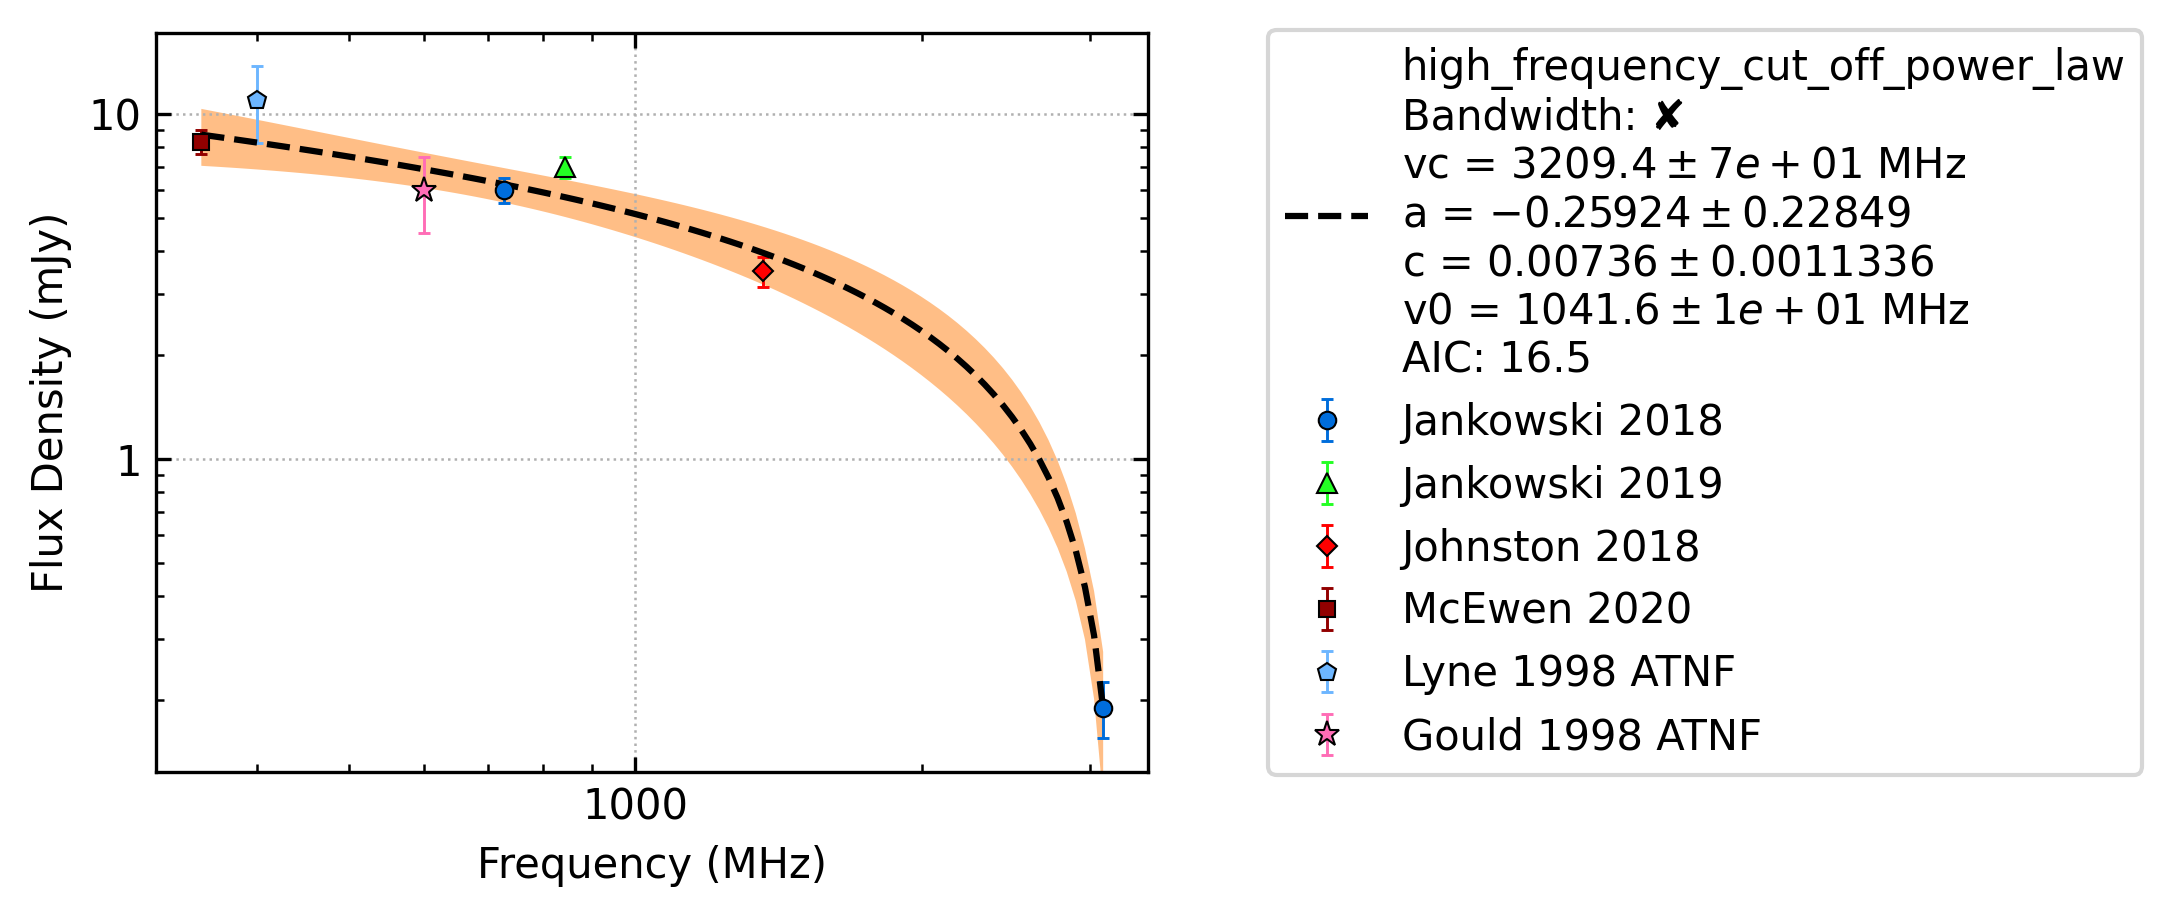 10
1
Flux Density (mJy)
1000
Frequency (MHz)
high_frequency_cut_off_power_law
Bandwidth: ✘
vc = 3209.4 ± 7e + 01 MHz
a = −0.25924 ± 0.22849
c = 0.00736 ± 0.0011336
v0 = 1041.6 ± 1e + 01 MHz
AIC: 16.5
Jankowski 2018
Jankowski 2019
Johnston 2018
McEwen 2020
Lyne 1998 ATNF
Gould 1998 ATNF